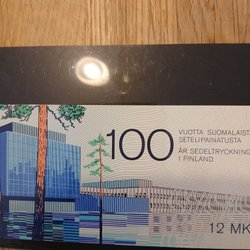 100
VUOTTA SUOMALAISTA
SETELIPAINATUSTA
ÅR SEDELTRYCKNING
I FINLAND
12 MK